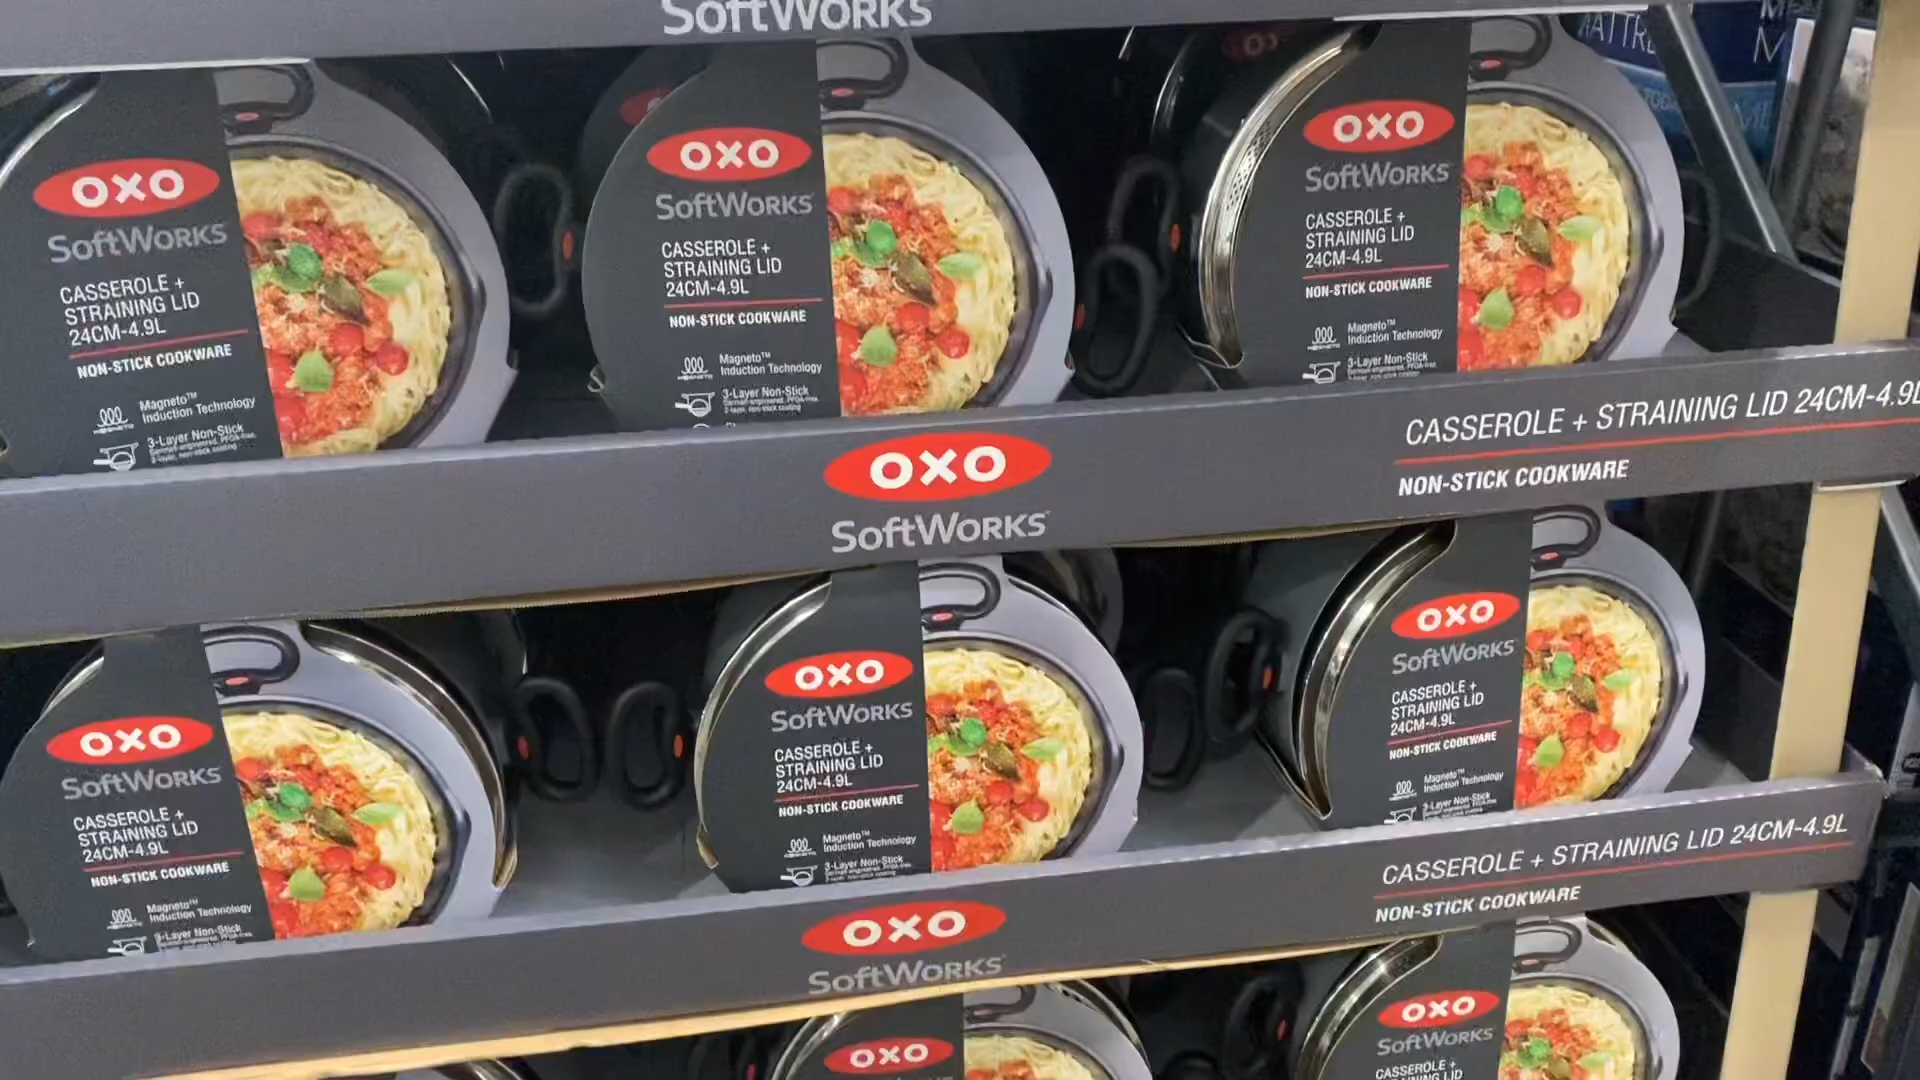 SoftWorks
OXO
SoftWorks
CASSEROLE +
STRAINING LID
24CM-4.9L
NON-STICK COOKWARE
Magneto™
Induction Technology
3-Layer Non-Stick
OXO
SoftWorks
CASSEROLE +
STRAINING LID
24CM-4.9L
NON-STICK COOKWARE
Magneto™
Induction Technology
3-Layer Non-Stick
OXO
SoftWorks
CASSEROLE +
STRAINING LID
24CM-4.9L
NON-STICK COOKWARE
Magneto™
Induction Technology
3-Layer Non-Stick
OXO
SoftWorks
CASSEROLE + STRAINING LID 24CM-4.9L
NON-STICK COOKWARE
OXO
SoftWorks
CASSEROLE +
STRAINING LID
24CM-4.9L
NON-STICK COOKWARE
Magneto™
Induction Technology
3-Layer Non-Stick
OXO
SoftWorks
CASSEROLE +
STRAINING LID
24CM-4.9L
NON-STICK COOKWARE
Magneto™
Induction Technology
3-Layer Non-Stick
OXO
SoftWorks
CASSEROLE +
STRAINING LID
24CM-4.9L
NON-STICK COOKWARE
Magneto™
Induction Technology
3-Layer Non-Stick
OXO
SoftWorks
CASSEROLE + STRAINING LID 24CM-4.9L
NON-STICK COOKWARE
OXO
OXO
SoftWorks
CASSEROLE +